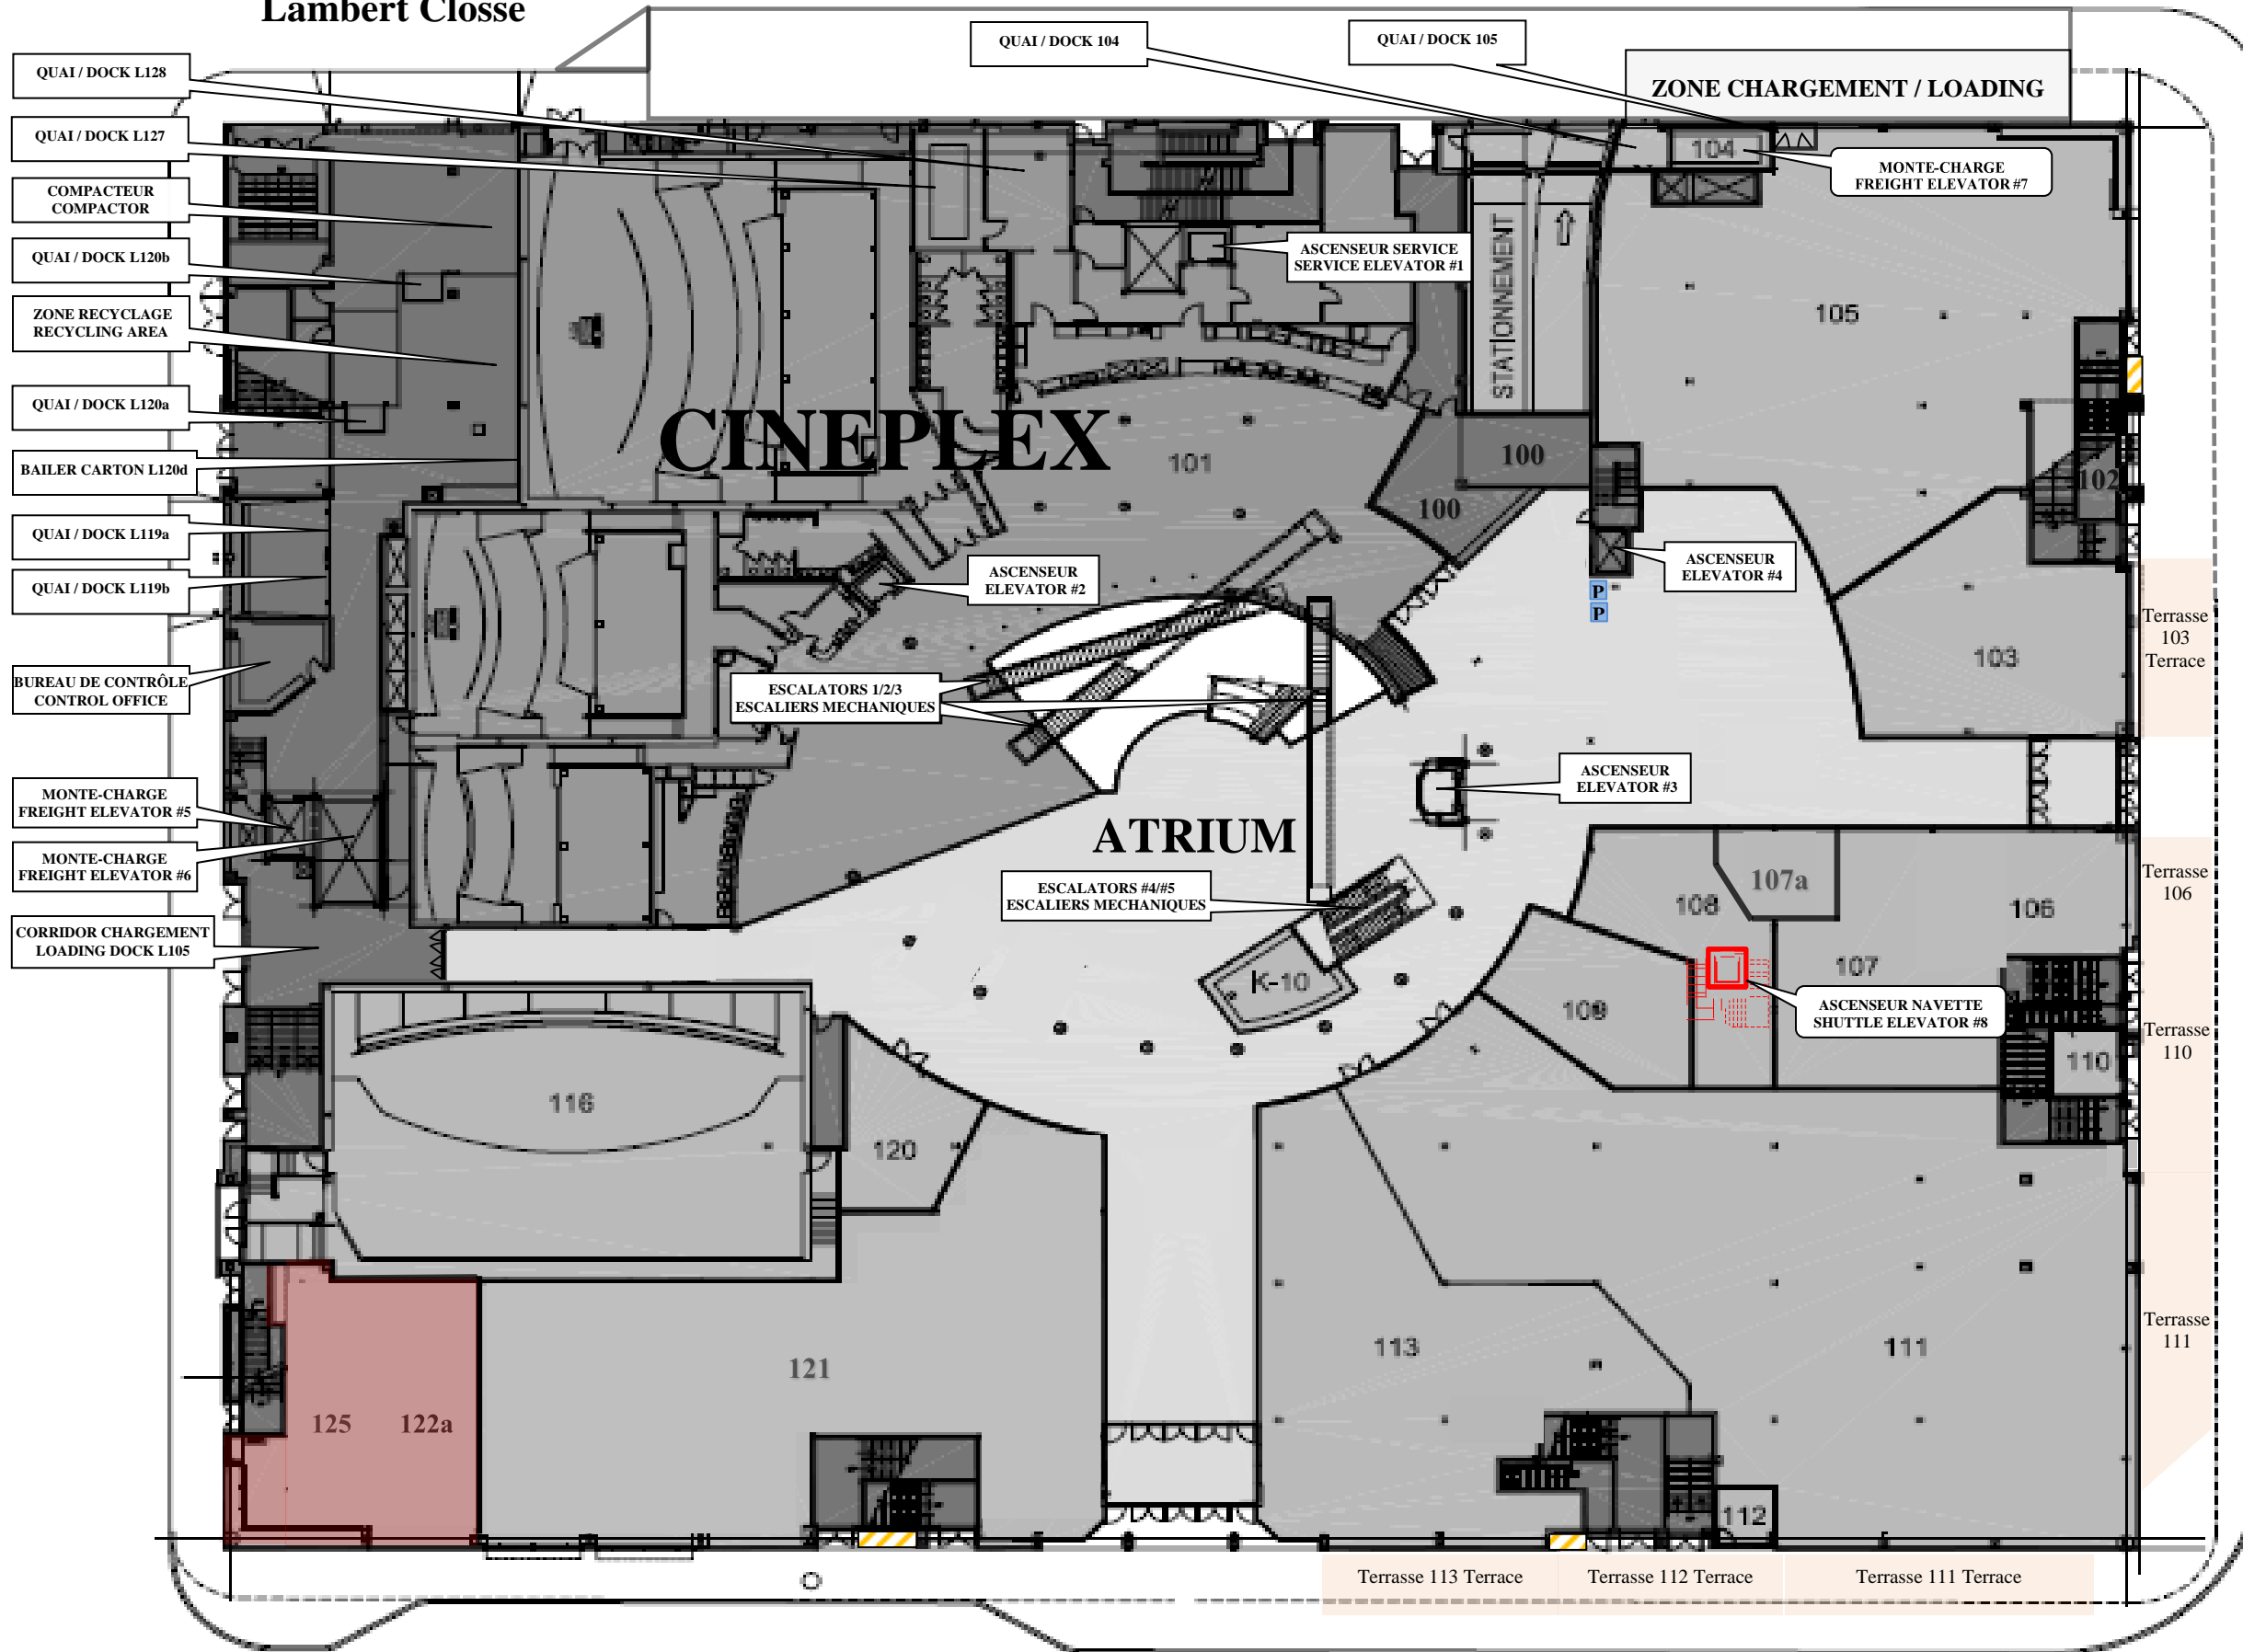 Lambert Closse
QUAI / DOCK L128
QUAI / DOCK L127
COMPACTEUR
COMPACTOR
QUAI / DOCK L120b
ZONE RECYCLAGE
RECYCLING AREA
QUAI / DOCK L120a
BAILER CARTON L120d
QUAI / DOCK L119a
QUAI / DOCK L119b
BUREAU DE CONTRÔLE
CONTROL OFFICE
MONTE-CHARGE
FREIGHT ELEVATOR #5
MONTE-CHARGE
FREIGHT ELEVATOR #6
CORRIDOR CHARGEMENT
LOADING DOCK L105
QUAI / DOCK 104
QUAI / DOCK 105
ZONE CHARGEMENT / LOADING
104
MONTE-CHARGE
FREIGHT ELEVATOR #7
ASCENSEUR SERVICE
SERVICE ELEVATOR #1
STATIONNEMENT
105
CINEPLEX
101
100
100
102
ASCENSEUR
ELEVATOR #2
ASCENSEUR
ELEVATOR #4
P
P
Terrasse
103
Terrace
103
ESCALATORS 1/2/3
ESCALIERS MECHANIQUES
ASCENSEUR
ELEVATOR #3
ATRIUM
ESCALATORS #4/#5
ESCALIERS MECHANIQUES
K-10
107a
108
106
Terrasse
106
107
109
ASCENSEUR NAVETTE
SHUTTLE ELEVATOR #8
Terrasse
110
110
116
120
121
113
111
Terrasse
111
125
122a
112
Terrasse 113 Terrace
Terrasse 112 Terrace
Terrasse 111 Terrace